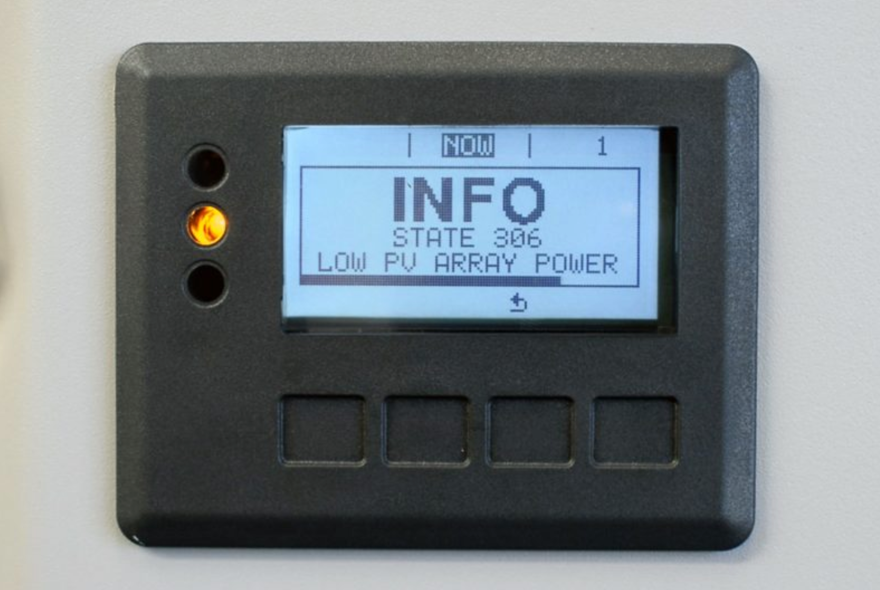 | NOW | 1
INFO
STATE 306
LOW PV ARRAY POWER